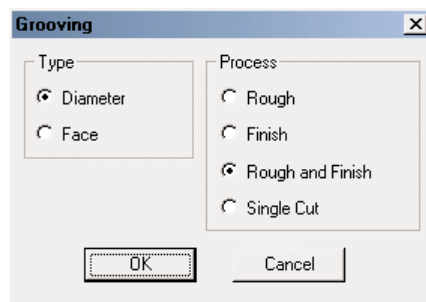 Grooving
Type
Diameter
Face
Process
Rough
Finish
Rough and Finish
Single Cut
OK
Cancel